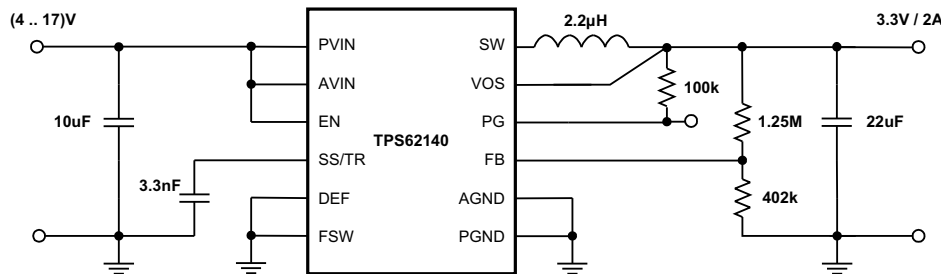 (4 .. 17)V
2.2µH
3.3V / 2A
PVIN
SW
AVIN
VOS
100k
10uF
EN
PG
1.25M
22uF
TPS62140
SS/TR
FB
3.3nF
DEF
AGND
402k
FSW
PGND